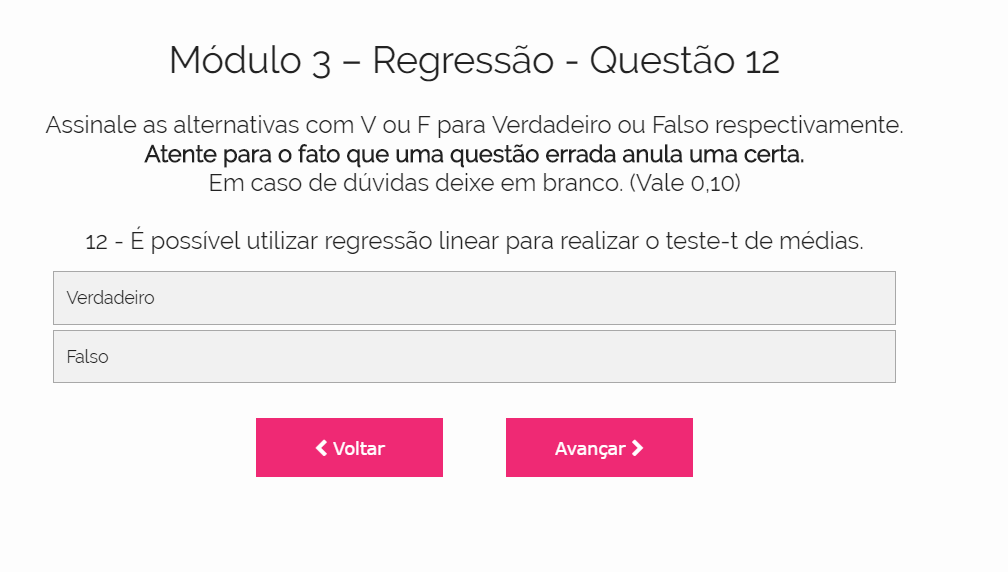 Módulo 3 – Regressão - Questão 12
Assinale as alternativas com V ou F para Verdadeiro ou Falso respectivamente.
Atente para o fato que uma questão errada anula uma certa.
Em caso de dúvidas deixe em branco. (Vale 0,10)
12 - É possível utilizar regressão linear para realizar o teste-t de médias.
Verdadeiro
Falso
Voltar
Avançar